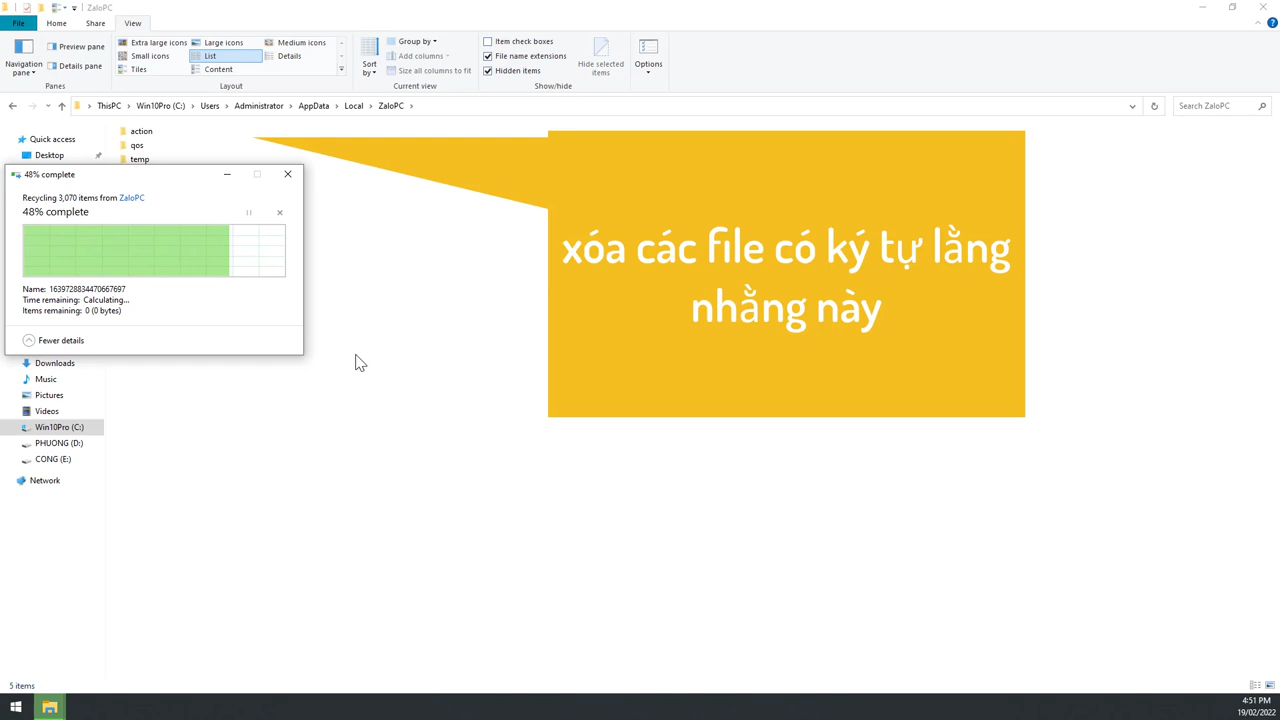 ZaloPC
File
Home
Share
View
Navigation pane
Preview pane
Details pane
Panes
Extra large icons
Large icons
Medium icons
Small icons
List
Details
Tiles
Content
Layout
Sort by
Group by
Add columns
Size all columns to fit
Current view
Item check boxes
File name extensions
Hidden items
Hide selected items
Show/hide
Options
ThisPC > Win10Pro (C:) > Users > Administrator > AppData > Local > ZaloPC >
Search ZaloPC
Quick access
Desktop
action
qos
temp
48% complete
Recycling 3,070 items from ZaloPC
48% complete
Name: 1639728834470667697
Time remaining: Calculating...
Items remaining: 0 (0 bytes)
Fewer details
xóa các file có ký tự lằng
nhằng này
Downloads
Music
Pictures
Videos
Win10Pro (C:)
PHUONG (D:)
CONG (E:)
Network
5 items
4:51 PM
19/02/2022